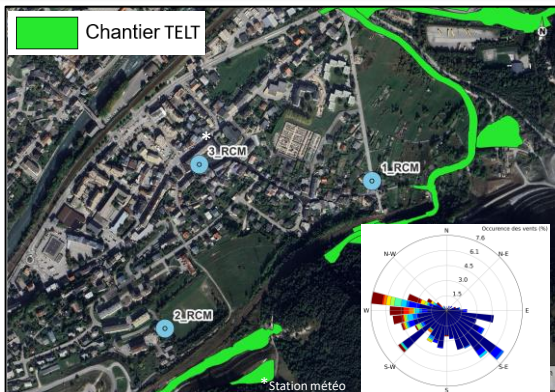 Chantier TELT
N
3_RCM
1_RCM
2_RCM
*Station météo
Occurence des vents (%)
N
7.6
6.1
4.5
3.0
1.5
N-W
N-E
W
E
S-W
S-E
S